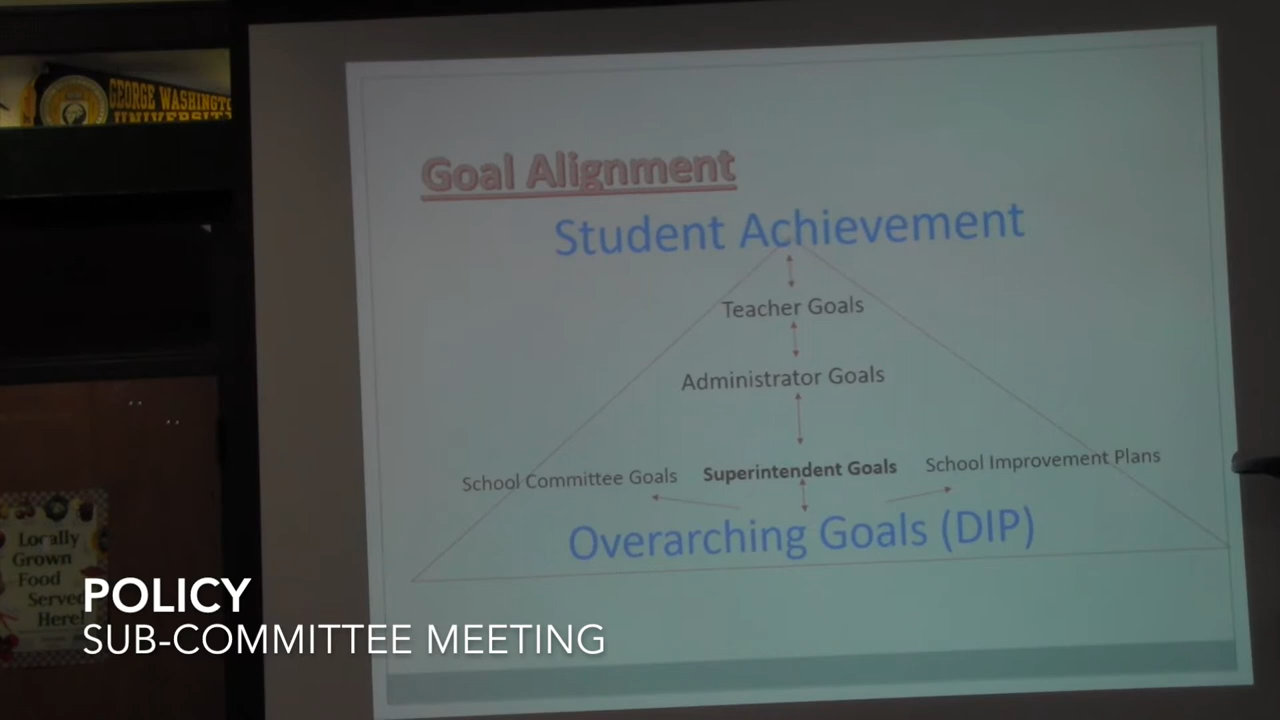 GEORGE WASHINGTO
UNIVERSITY
Goal Alignment
Student Achievement
Teacher Goals
Administrator Goals
School Committee Goals
Superintendent Goals
School Improvement Plans
Overarching Goals (DIP)
Locally
Grown
Food
Served
Here!
POLICY
SUB-COMMITTEE MEETING